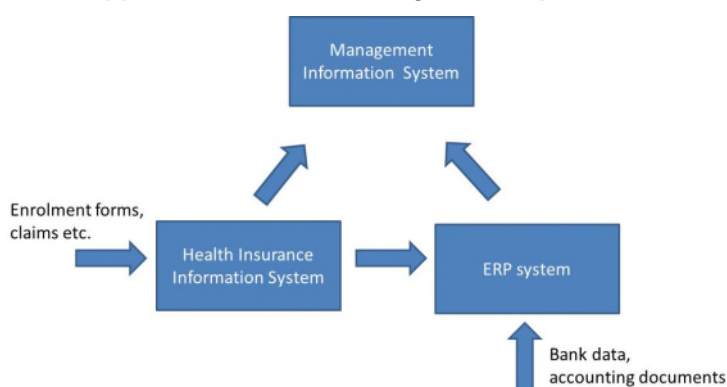 Management
Information System
Enrolment forms,
claims etc.
Health Insurance
Information System
ERP system
Bank data,
accounting documents